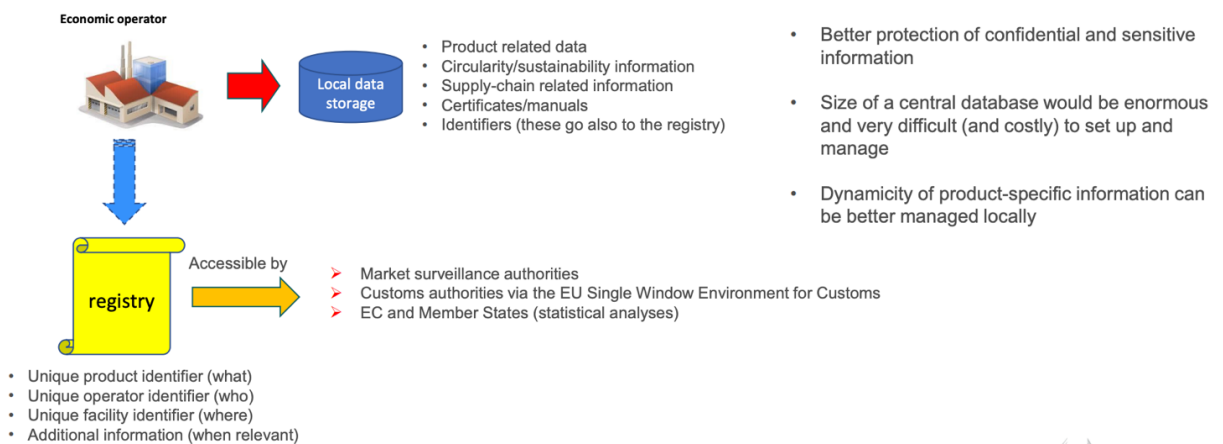 Economic operator
Local data
storage
• Product related data
• Circularity/sustainability information
• Supply-chain related information
• Certificates/manuals
• Identifiers (these go also to the registry)
• Better protection of confidential and sensitive
information
• Size of a central database would be enormous
and very difficult (and costly) to set up and
manage
• Dynamicity of product-specific information can
be better managed locally
registry
Accessible by
➢ Market surveillance authorities
➢ Customs authorities via the EU Single Window Environment for Customs
➢ EC and Member States (statistical analyses)
• Unique product identifier (what)
• Unique operator identifier (who)
• Unique facility identifier (where)
• Additional information (when relevant)